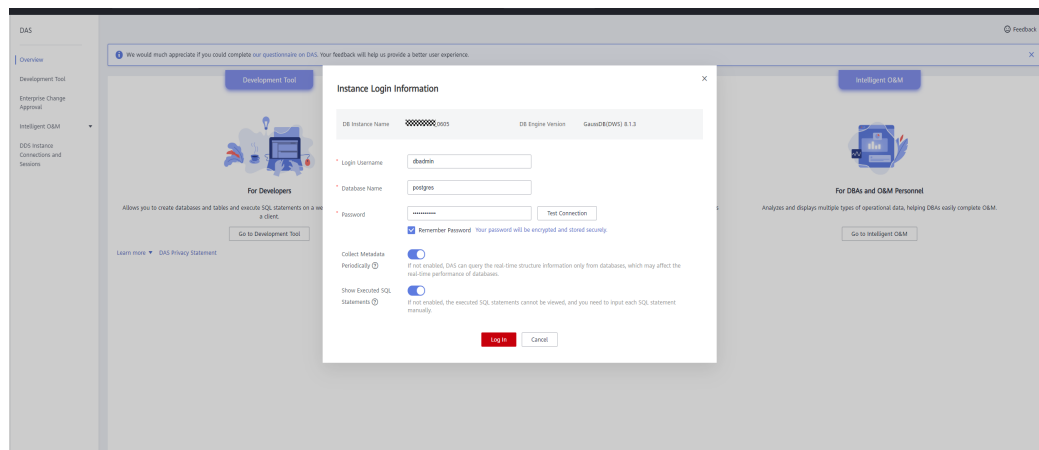 DAS
Feedback
Overview
Development Tool
Enterprise Change
Approval
Intelligent O&M
DDS Instance
Connections and
Sessions
We would much appreciate if you could complete our questionnaire on DAS. Your feedback will help us provide a better user experience.
Development Tool
For Developers
Allows you to create databases and tables and execute SQL statements on a we
a client.
Go to Development Tool
Learn more DAS Privacy Statement
Instance Login Information
DB Instance Name _0605 DB Engine Version GaussDB(DWS) 8.1.3
* Login Username dbadmin
* Database Name postgres
* Password ············ Test Connection
Remember Password Your password will be encrypted and stored securely.
Collect Metadata
Periodically
If not enabled, DAS can query the real-time structure information only from databases, which may affect the
real-time performance of databases.
Show Executed SQL
Statements
If not enabled, the executed SQL statements cannot be viewed, and you need to input each SQL statement
manually.
Log In Cancel
Intelligent O&M
For DBAs and O&M Personnel
s Analyzes and displays multiple types of operational data, helping DBAs easily complete O&M.
Go to Intelligent O&M